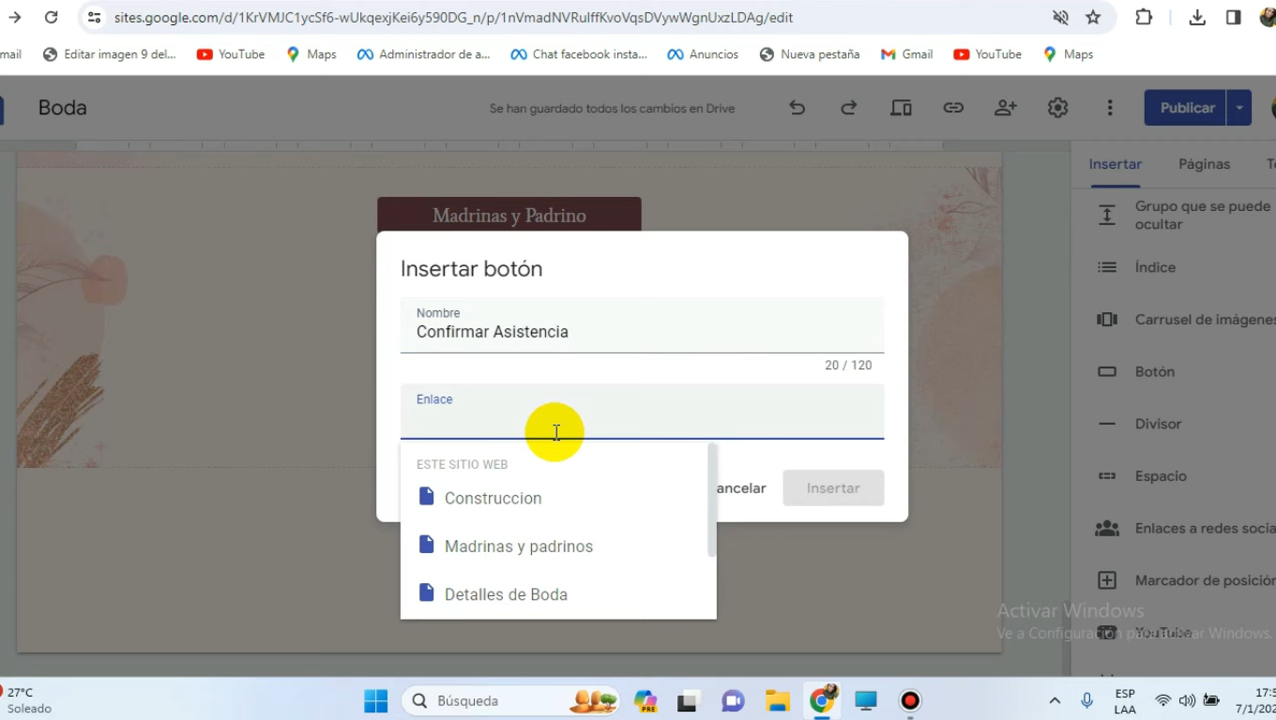 sites.google.com/d/1KrVMJC1ycSf6-wUkqexjKei6y590DG_n/p/1nVmadNVRuIffKvoVqsDVywWgnUxzLDAg/edit
mail Editar imagen 9 del... YouTube Maps Administrador de a... Chat facebook insta... Anuncios Nueva pestaña Gmail YouTube Maps
Boda
Se han guardado todos los cambios en Drive
Publicar
Insertar Páginas
Madrinas y Padrino
Grupo que se puede
ocultar
Índice
Carrusel de imágenes
Botón
Divisor
Espacio
Enlaces a redes socia
Marcador de posición
YouTube
Insertar botón
Nombre
Confirmar Asistencia
20 / 120
Enlace
ESTE SITIO WEB
Construccion
Madrinas y padrinos
Detalles de Boda
ancelar Insertar
Activar Windows
Ve a Configuración para activar Windows.
27°C
Soleado
Búsqueda
PRE
ESP
LAA
17:5
7/1/202